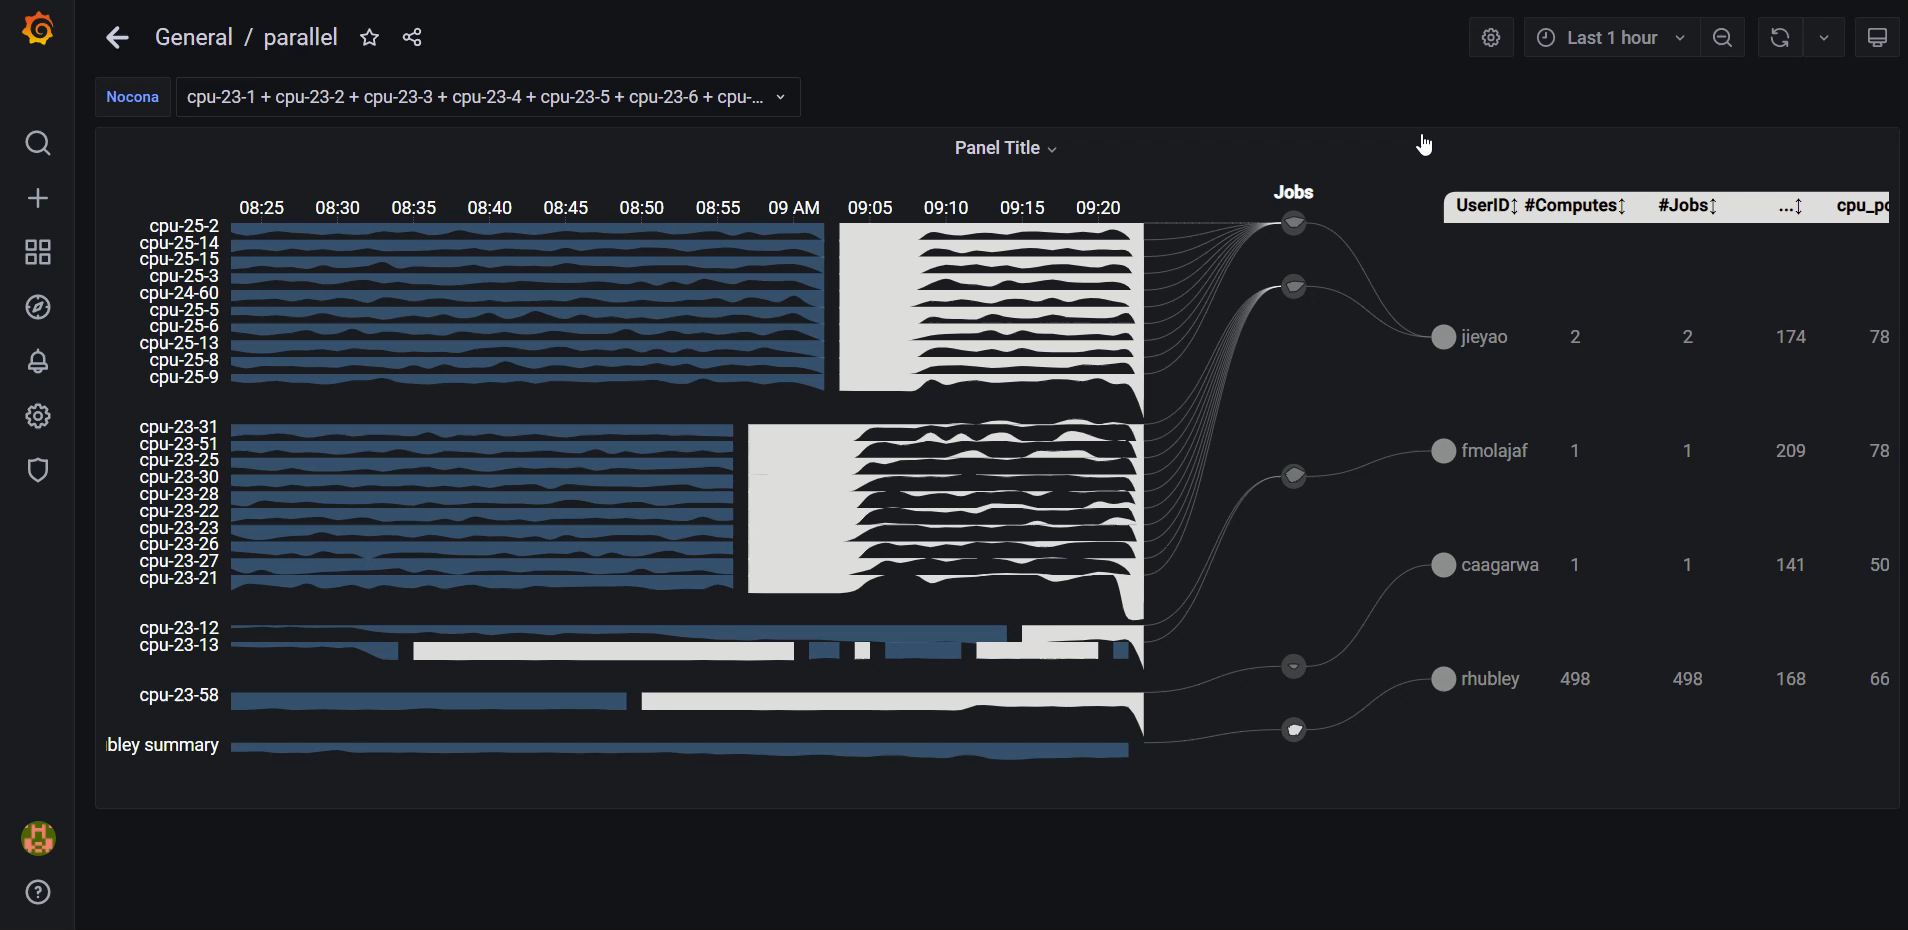 General / parallel
Last 1 hour
Nocona
cpu-23-1 + cpu-23-2 + cpu-23-3 + cpu-23-4 + cpu-23-5 + cpu-23-6 + cpu-...
Panel Title
Jobs
08:25 08:30 08:35 08:40 08:45 08:50 08:55 09 AM 09:05 09:10 09:15 09:20
UserID #Computes #Jobs ... cpu_po
cpu-25-2
cpu-25-14
cpu-25-15
cpu-25-3
cpu-24-60
cpu-25-5
cpu-25-6
cpu-25-13
cpu-25-8
cpu-25-9
cpu-23-31
cpu-23-51
cpu-23-25
cpu-23-30
cpu-23-28
cpu-23-22
cpu-23-23
cpu-23-26
cpu-23-27
cpu-23-21
cpu-23-12
cpu-23-13
cpu-23-58
bley summary
jieyao 2 2 174 78
fmolajaf 1 1 209 78
caagarwa 1 1 141 50
rhubley 498 498 168 66